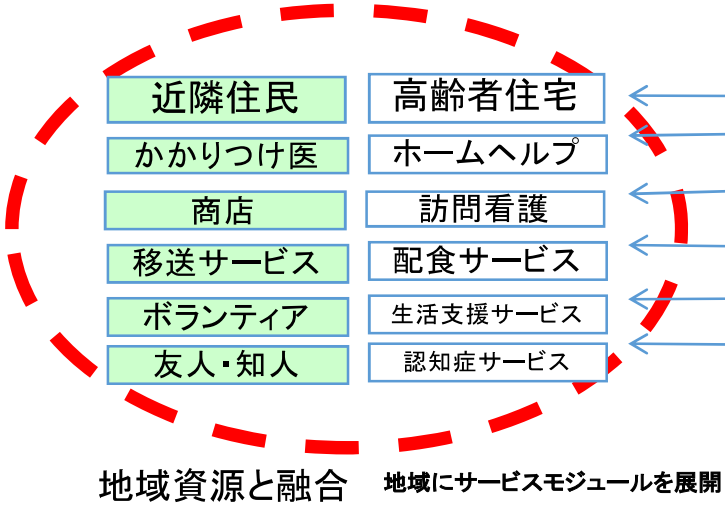 近隣住民
高齢者住宅
かかりつけ医
ホームヘルプ
商店
訪問看護
移送サービス
配食サービス
ボランティア
生活支援サービス
友人・知人
認知症サービス
地域資源と融合
地域にサービスモジュールを展開